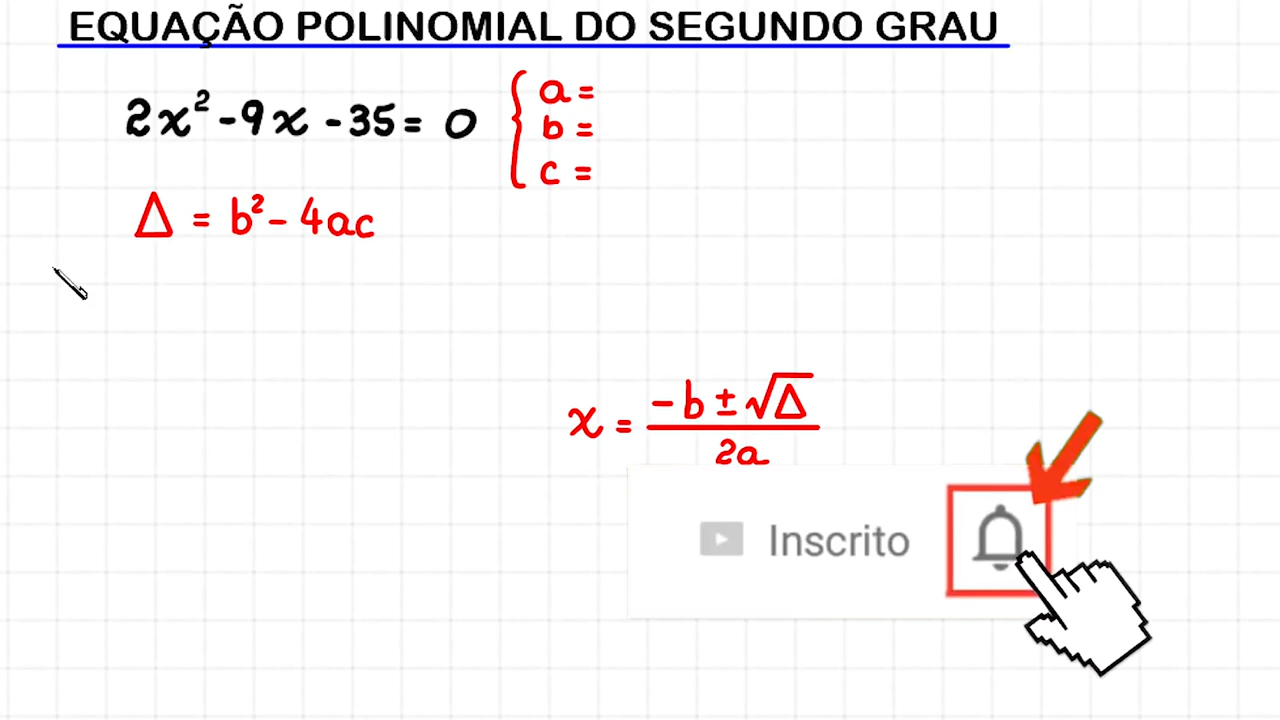 EQUAÇÃO POLINOMIAL DO SEGUNDO GRAU
2x² - 9x - 35 = 0
a =
b =
c =
Δ = b² - 4ac
x = (-b ± √Δ) / 2a
Inscrito